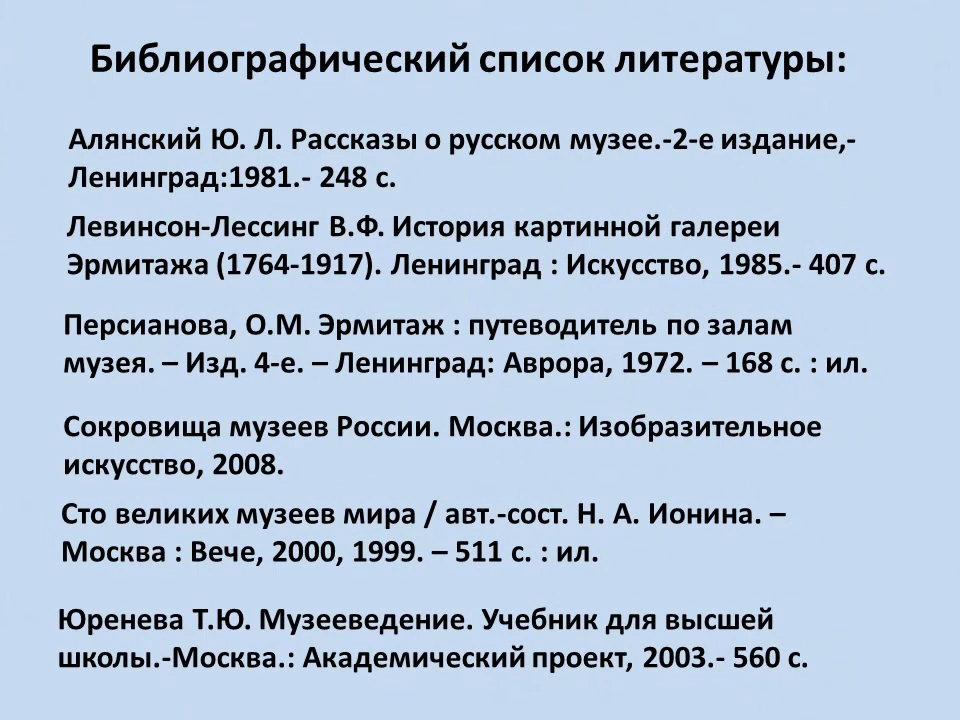 Библиографический список литературы:
Алянский Ю. Л. Рассказы о русском музее.-2-е издание,-
Ленинград:1981.- 248 с.
Левинсон-Лессинг В.Ф. История картинной галереи
Эрмитажа (1764-1917). Ленинград : Искусство, 1985.- 407 с.
Персианова, О.М. Эрмитаж : путеводитель по залам
музея. – Изд. 4-е. – Ленинград: Аврора, 1972. – 168 с. : ил.
Сокровища музеев России. Москва.: Изобразительное
искусство, 2008.
Сто великих музеев мира / авт.-сост. Н. А. Ионина. –
Москва : Вече, 2000, 1999. – 511 с. : ил.
Юренева Т.Ю. Музееведение. Учебник для высшей
школы.-Москва.: Академический проект, 2003.- 560 с.